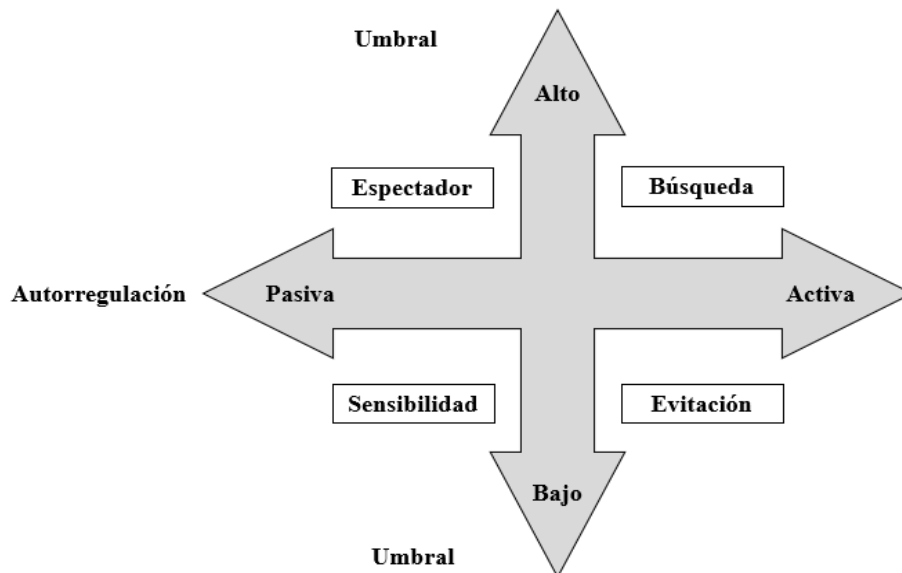 Umbral
Alto
Espectador
Búsqueda
Autorregulación
Pasiva
Activa
Sensibilidad
Evitación
Bajo
Umbral